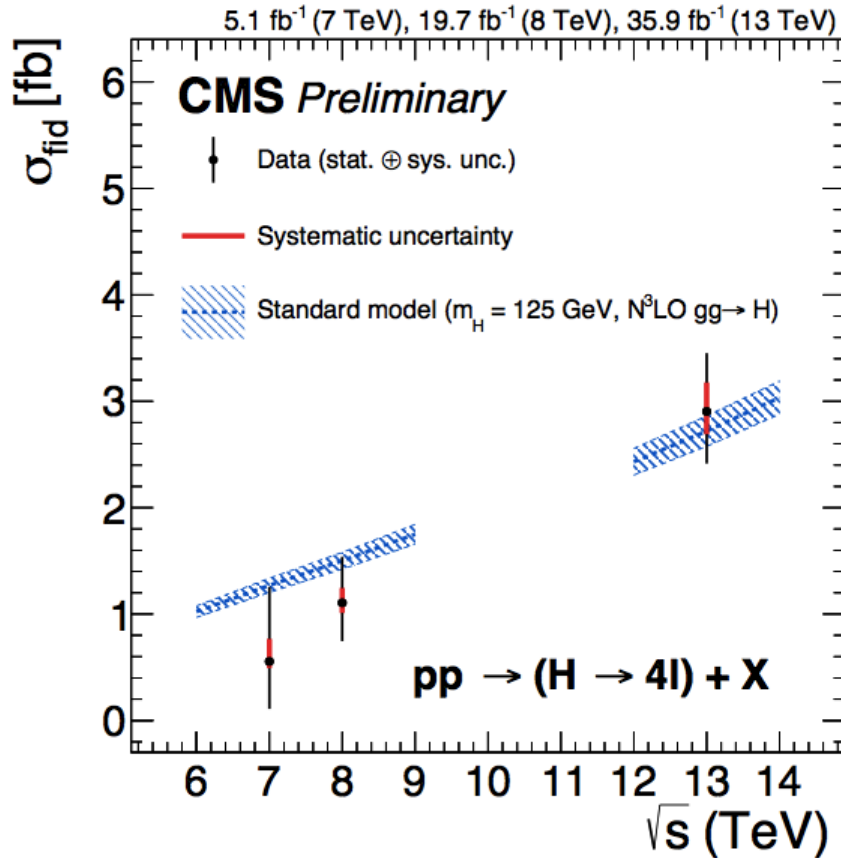 5.1 fb⁻¹ (7 TeV), 19.7 fb⁻¹ (8 TeV), 35.9 fb⁻¹ (13 TeV)
σ_fid [fb]
CMS Preliminary
Data (stat. ⊕ sys. unc.)
Systematic uncertainty
Standard model (m_H = 125 GeV, N³LO gg→ H)
6
5
4
3
2
1
0
pp → (H → 4l) + X
6 7 8 9 10 11 12 13 14
√s (TeV)